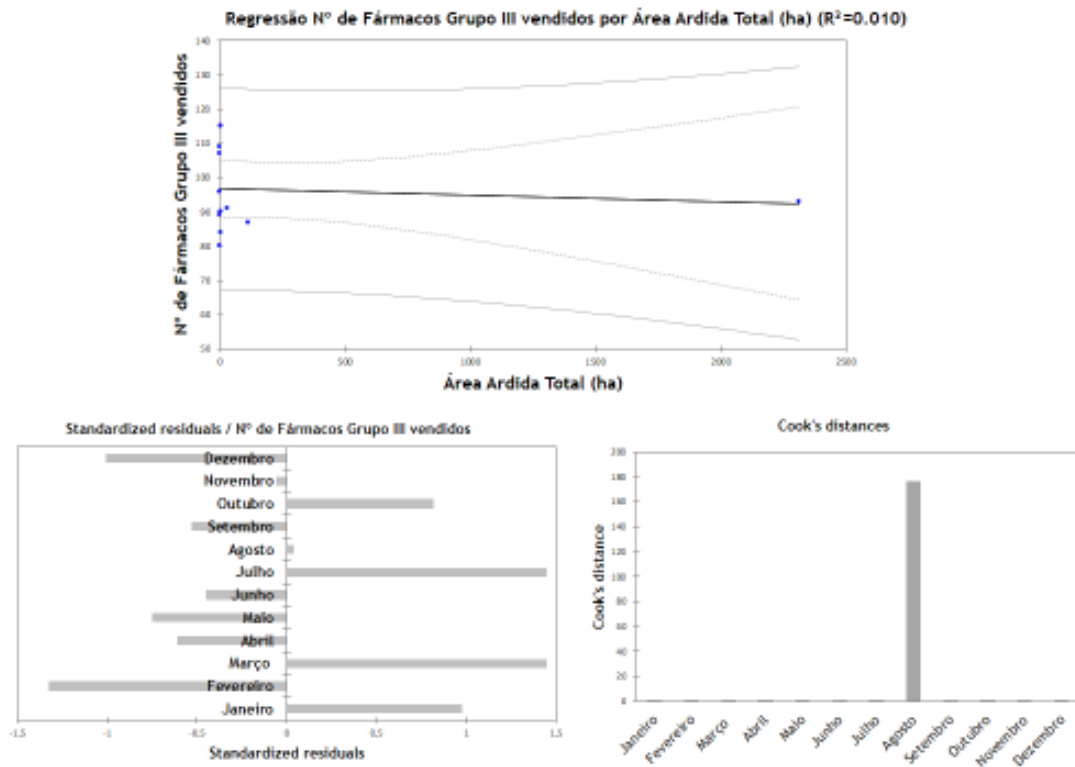 Regressão Nº de Fármacos Grupo III vendidos por Área Ardida Total (ha) (R²=0.010)
Nº de Fármacos Grupo III vendidos
140
130
120
110
100
90
80
70
60
50
0 500 1000 1500 2000 2500
Área Ardida Total (ha)
Standardized residuals / Nº de Fármacos Grupo III vendidos
Dezembro
Novembro
Outubro
Setembro
Agosto
Julho
Junho
Maio
Abril
Março
Fevereiro
Janeiro
-1.5 -1 -0.5 0 0.5 1 1.5
Standardized residuals
Cook's distances
Cook's distance
200
180
160
140
120
100
80
60
40
20
0
Janeiro Fevereiro Março Abril Maio Junho Julho Agosto Setembro Outubro Novembro Dezembro